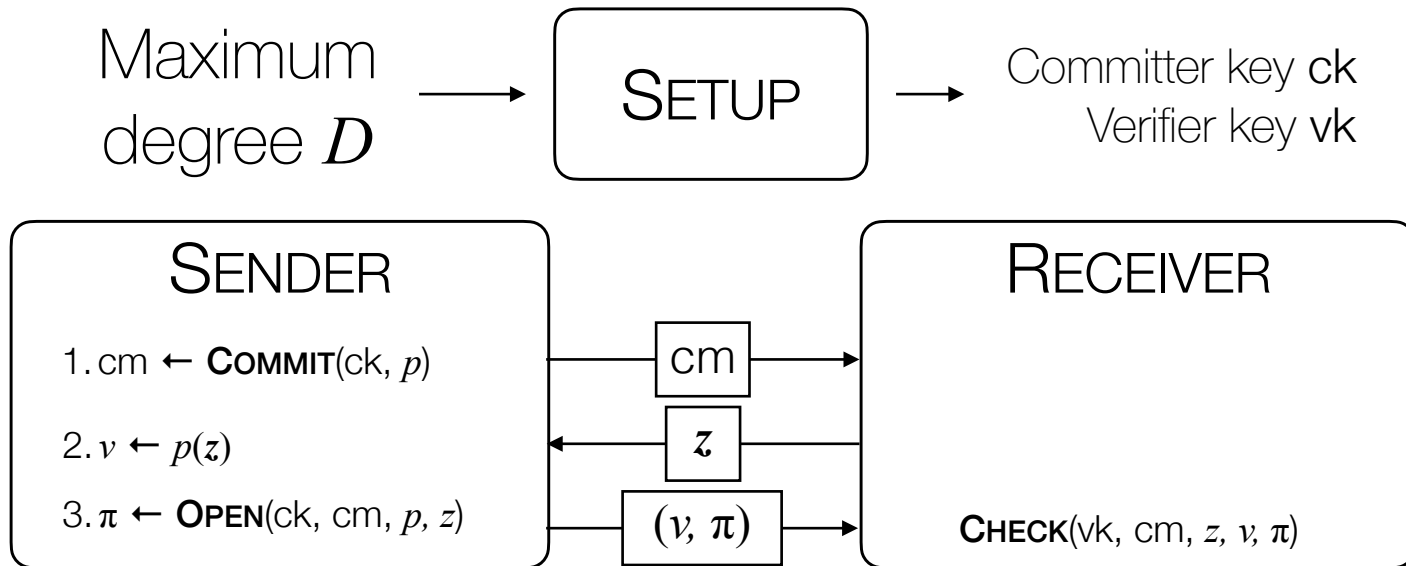 Maximum
degree D
SETUP
Committer key ck
Verifier key vk
SENDER
RECEIVER
1. cm ← COMMIT(ck, p)
cm
2. v ← p(z)
z
3. π ← OPEN(ck, cm, p, z)
(v, π)
CHECK(vk, cm, z, v, π)